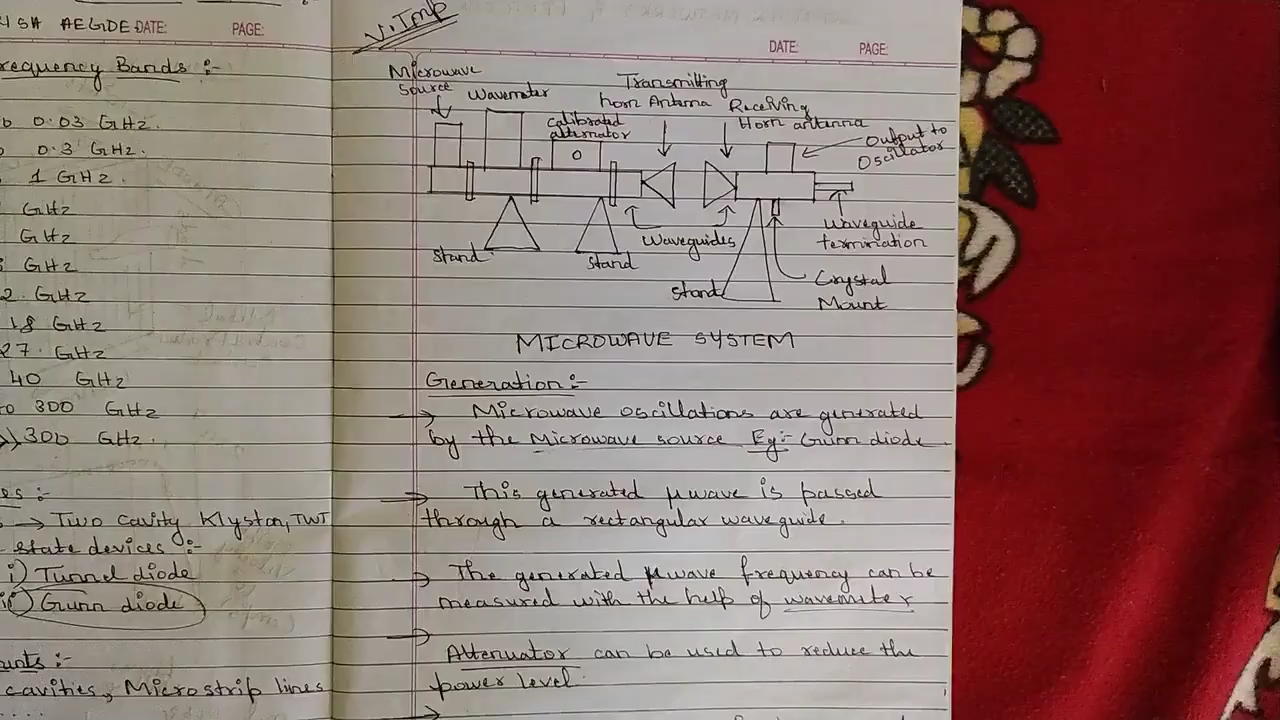 ISH AEGIDE DATE: PAGE:
requency Bands :-
0.03 GHz.
0.3 GHz.
1 GHz.
GHz
GHz
GHz
2. GHz
18 GHz
27. GHz
40 GHz
to 300 GHz
300 GHz.
es :-
→ Two cavity Klyston, TWT
state devices :-
i) Tunnel diode
ii) Gunn diode
cavities, Microstrip lines
V. Imp
DATE: PAGE:
Microwave
source
Wavemeter
calibrated
attenuator
Transmitting
horn Antenna
Receiving
Horn antenna
Output to
Oscillator
Waveguides
Waveguide
termination
stand
stand
stand
Crystal
Mount
MICROWAVE SYSTEM
Generation :-
→ Microwave oscillations are generated
by the Microwave source Eg:- Gunn diode.
→ This generated μwave is passed
through a rectangular waveguide.
→ The generated μwave frequency can be
measured with the help of wavemeter
→ Attenuator can be used to reduce the
power level.
→